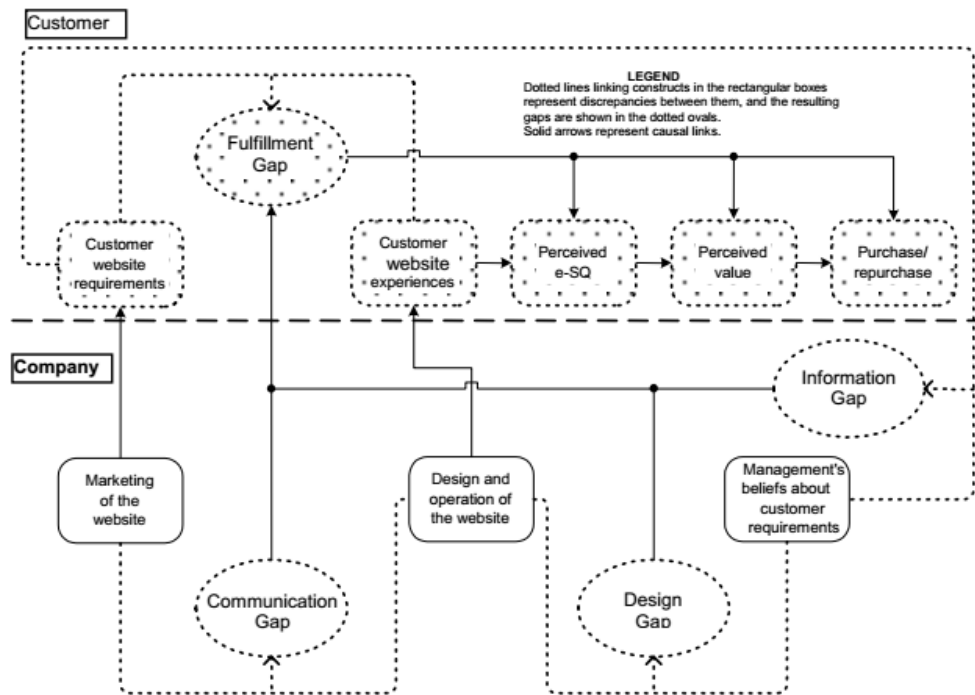 Customer
LEGEND
Dotted lines linking constructs in the rectangular boxes
represent discrepancies between them, and the resulting
gaps are shown in the dotted ovals.
Solid arrows represent causal links.
Fulfillment
Gap
Customer
website
requirements
Customer
website
experiences
Perceived
e-SQ
Perceived
value
Purchase/
repurchase
Company
Information
Gap
Marketing
of the
website
Design and
operation of
the website
Management's
beliefs about
customer
requirements
Communication
Gap
Design
Gap